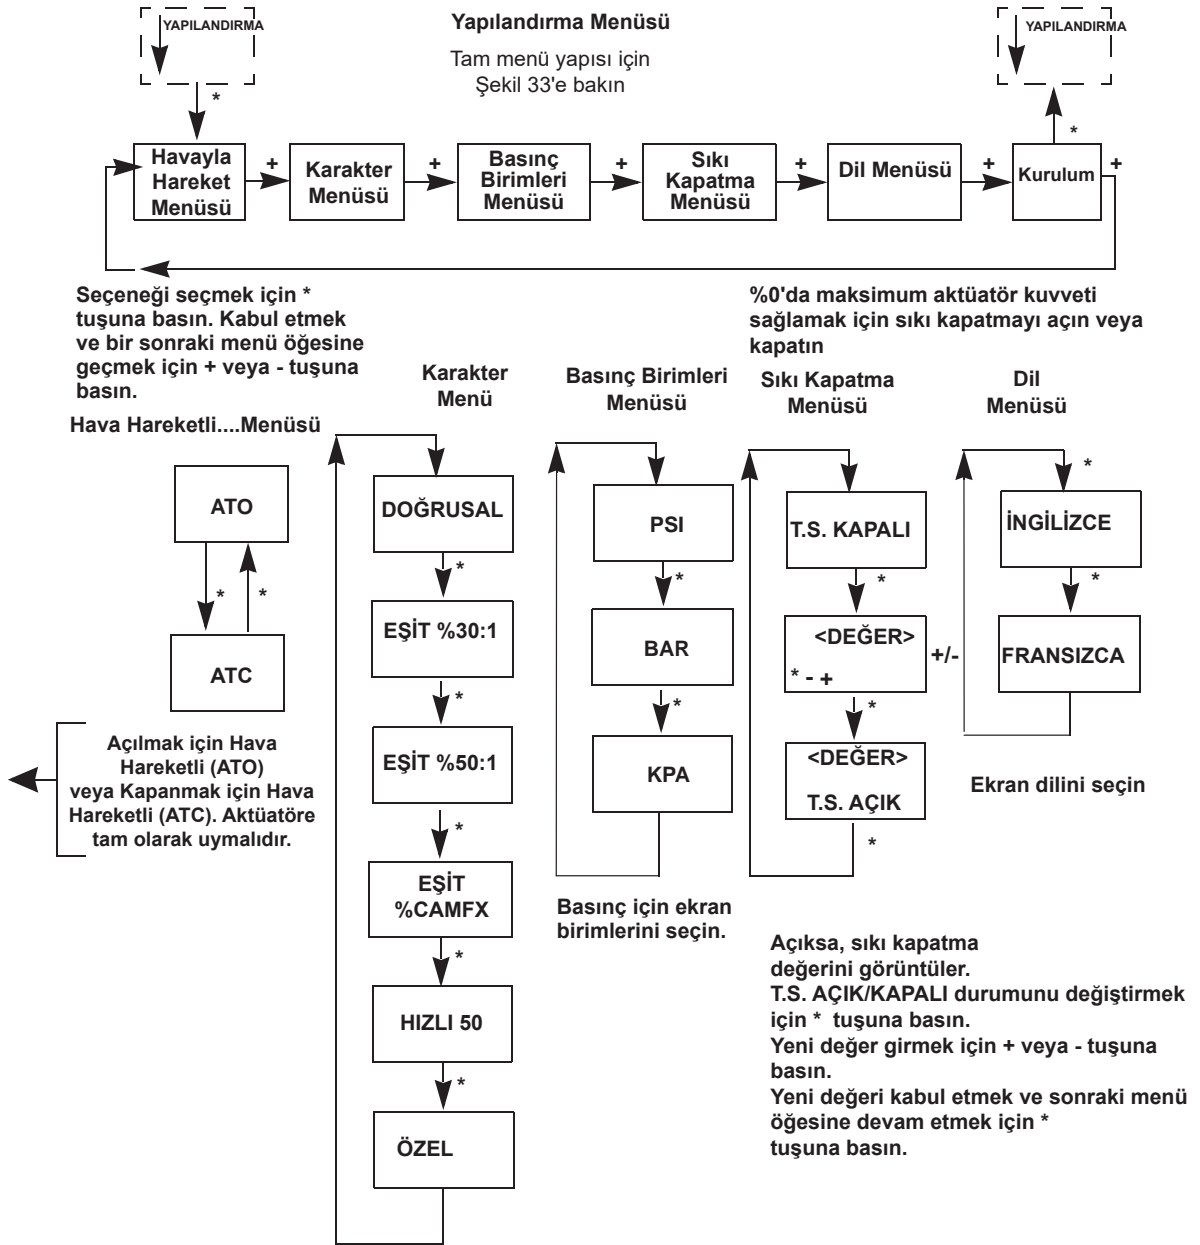 YAPILANDIRMA
Yapılandırma Menüsü
Tam menü yapısı için
Şekil 33'e bakın
YAPILANDIRMA
*
*
Havayla
Hareket
Menüsü
+
Karakter
Menüsü
+
Basınç
Birimleri
Menüsü
+
Sıkı
Kapatma
Menüsü
+
Dil Menüsü
+
Kurulum
+
Seçeneği seçmek için *
tuşuna basın. Kabul etmek
ve bir sonraki menü öğesine
geçmek için + veya - tuşuna
basın.
%0'da maksimum aktüatör kuvveti
sağlamak için sıkı kapatmayı açın veya
kapatın
Hava Hareketli....Menüsü
ATO
*
*
ATC
Açılmak için Hava
Hareketli (ATO)
veya Kapanmak için Hava
Hareketli (ATC). Aktüatöre
tam olarak uymalıdır.
Karakter
Menü
DOĞRUSAL
*
EŞİT %30:1
*
EŞİT %50:1
*
EŞİT
%CAMFX
*
HIZLI 50
*
ÖZEL
Basınç Birimleri
Menüsü
PSI
*
BAR
*
KPA
Basınç için ekran
birimlerini seçin.
Sıkı Kapatma
Menüsü
T.S. KAPALI
*
<DEĞER>
* - +
+/-
*
<DEĞER>
T.S. AÇIK
*
Açıksa, sıkı kapatma
değerini görüntüler.
T.S. AÇIK/KAPALI durumunu değiştirmek
için * tuşuna basın.
Yeni değer girmek için + veya - tuşuna
basın.
Yeni değeri kabul etmek ve sonraki menü
öğesine devam etmek için *
tuşuna basın.
Dil
Menüsü
*
İNGİLİZCE
*
FRANSIZCA
Ekran dilini seçin